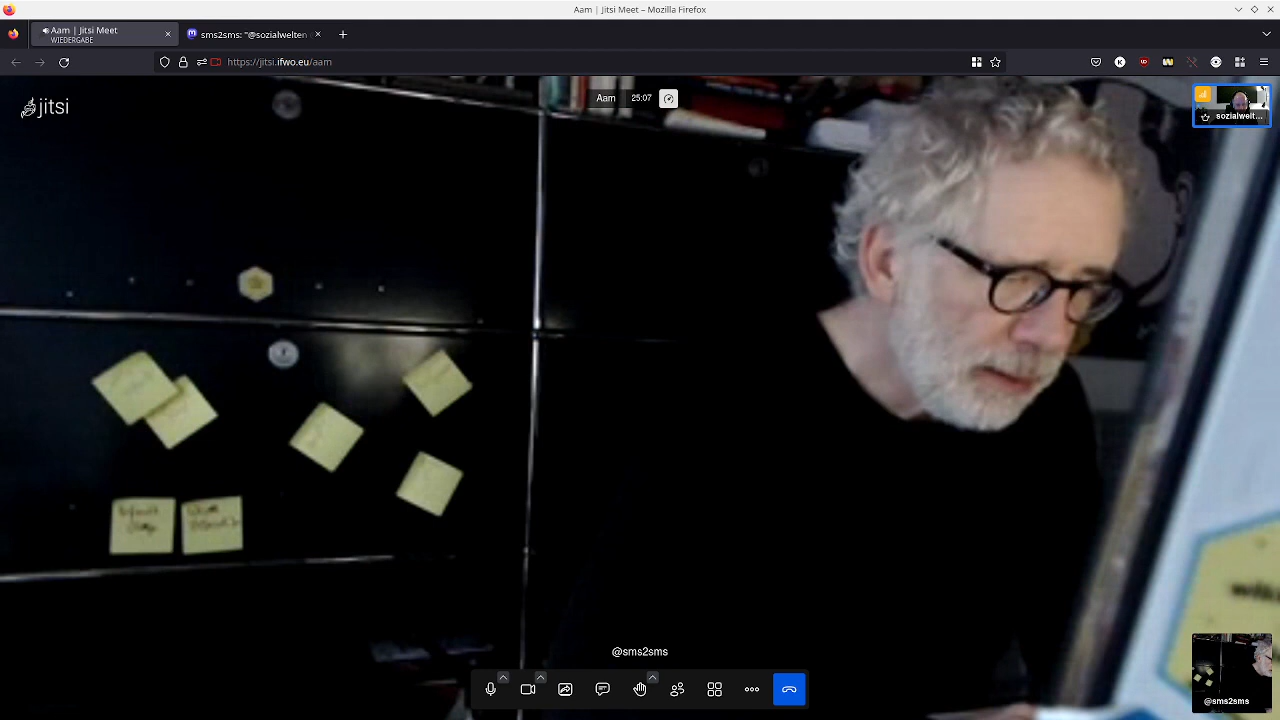 Aam | Jitsi Meet – Mozilla Firefox
Aam | Jitsi Meet
WIEDERGABE
sms2sms: "@sozialwelten
https://jitsi.ifwo.eu/aam
jitsi
Aam
25:07
sozialwelt...
@sms2sms
@sms2sms